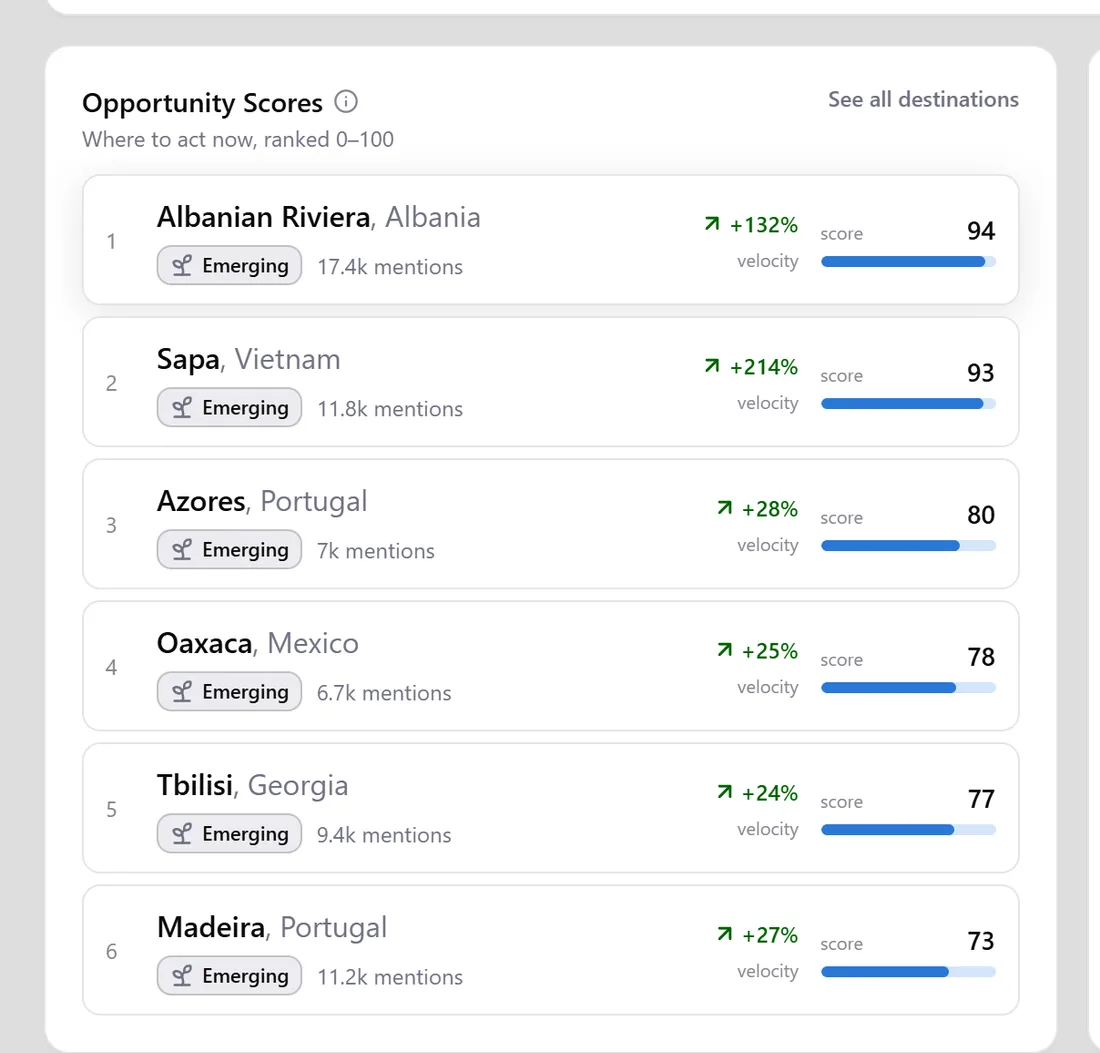 Opportunity Scores
See all destinations
Where to act now, ranked 0–100
1
Albanian Riviera, Albania
Emerging
17.4k mentions
+132%
velocity
score
94
2
Sapa, Vietnam
Emerging
11.8k mentions
+214%
velocity
score
93
3
Azores, Portugal
Emerging
7k mentions
+28%
velocity
score
80
4
Oaxaca, Mexico
Emerging
6.7k mentions
+25%
velocity
score
78
5
Tbilisi, Georgia
Emerging
9.4k mentions
+24%
velocity
score
77
6
Madeira, Portugal
Emerging
11.2k mentions
+27%
velocity
score
73